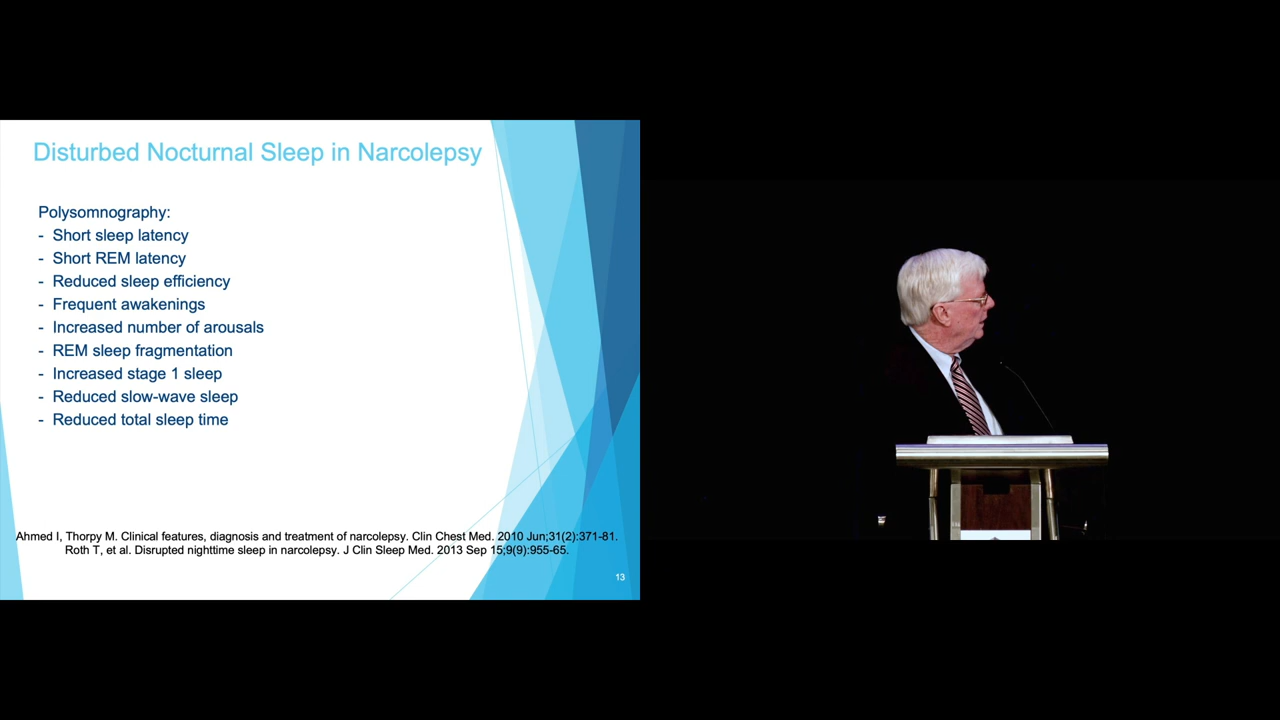 Disturbed Nocturnal Sleep in Narcolepsy
Polysomnography:
- Short sleep latency
- Short REM latency
- Reduced sleep efficiency
- Frequent awakenings
- Increased number of arousals
- REM sleep fragmentation
- Increased stage 1 sleep
- Reduced slow-wave sleep
- Reduced total sleep time
Ahmed I, Thorpy M. Clinical features, diagnosis and treatment of narcolepsy. Clin Chest Med. 2010 Jun;31(2):371-81.
Roth T, et al. Disrupted nighttime sleep in narcolepsy. J Clin Sleep Med. 2013 Sep 15;9(9):955-65.
13